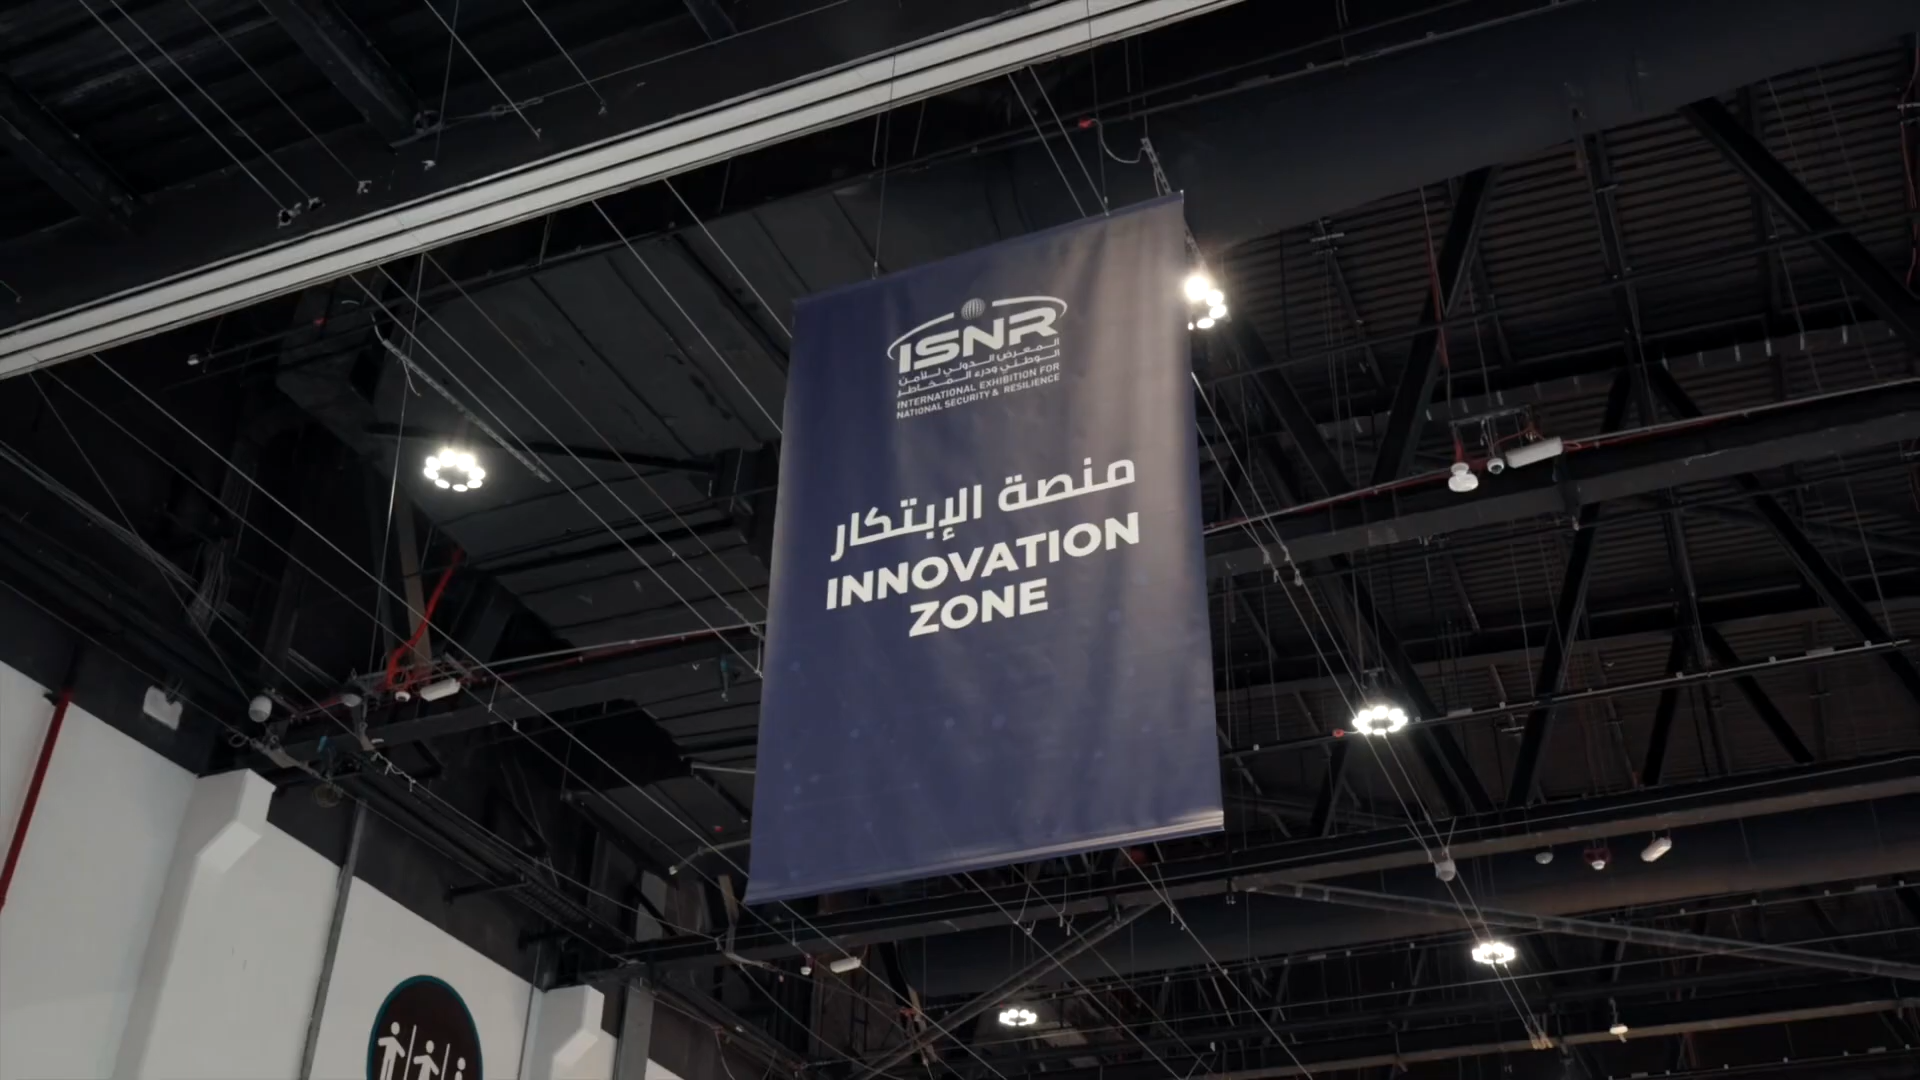 ISNR
المعرض الدولي للأمن
الوطني ودرء المخاطر
INTERNATIONAL EXHIBITION FOR
NATIONAL SECURITY & RESILIENCE
منصة الإبتكار
INNOVATION
ZONE